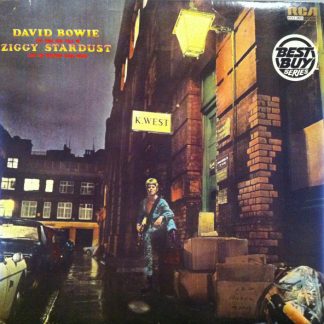 DAVID BOWIE
ZIGGY STARDUST
RCA
BEST
BUY
SERIES
K. WEST